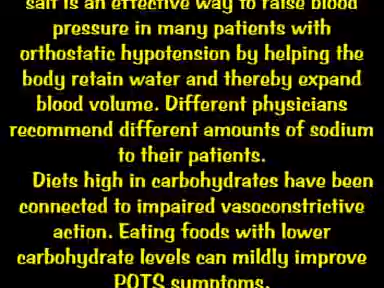 salt is an effective way to raise blood
pressure in many patients with
orthostatic hypotension by helping the
body retain water and thereby expand
blood volume. Different physicians
recommend different amounts of sodium
to their patients.
Diets high in carbohydrates have been
connected to impaired vasoconstrictive
action. Eating foods with lower
carbohydrate levels can mildly improve
POTS symptoms.